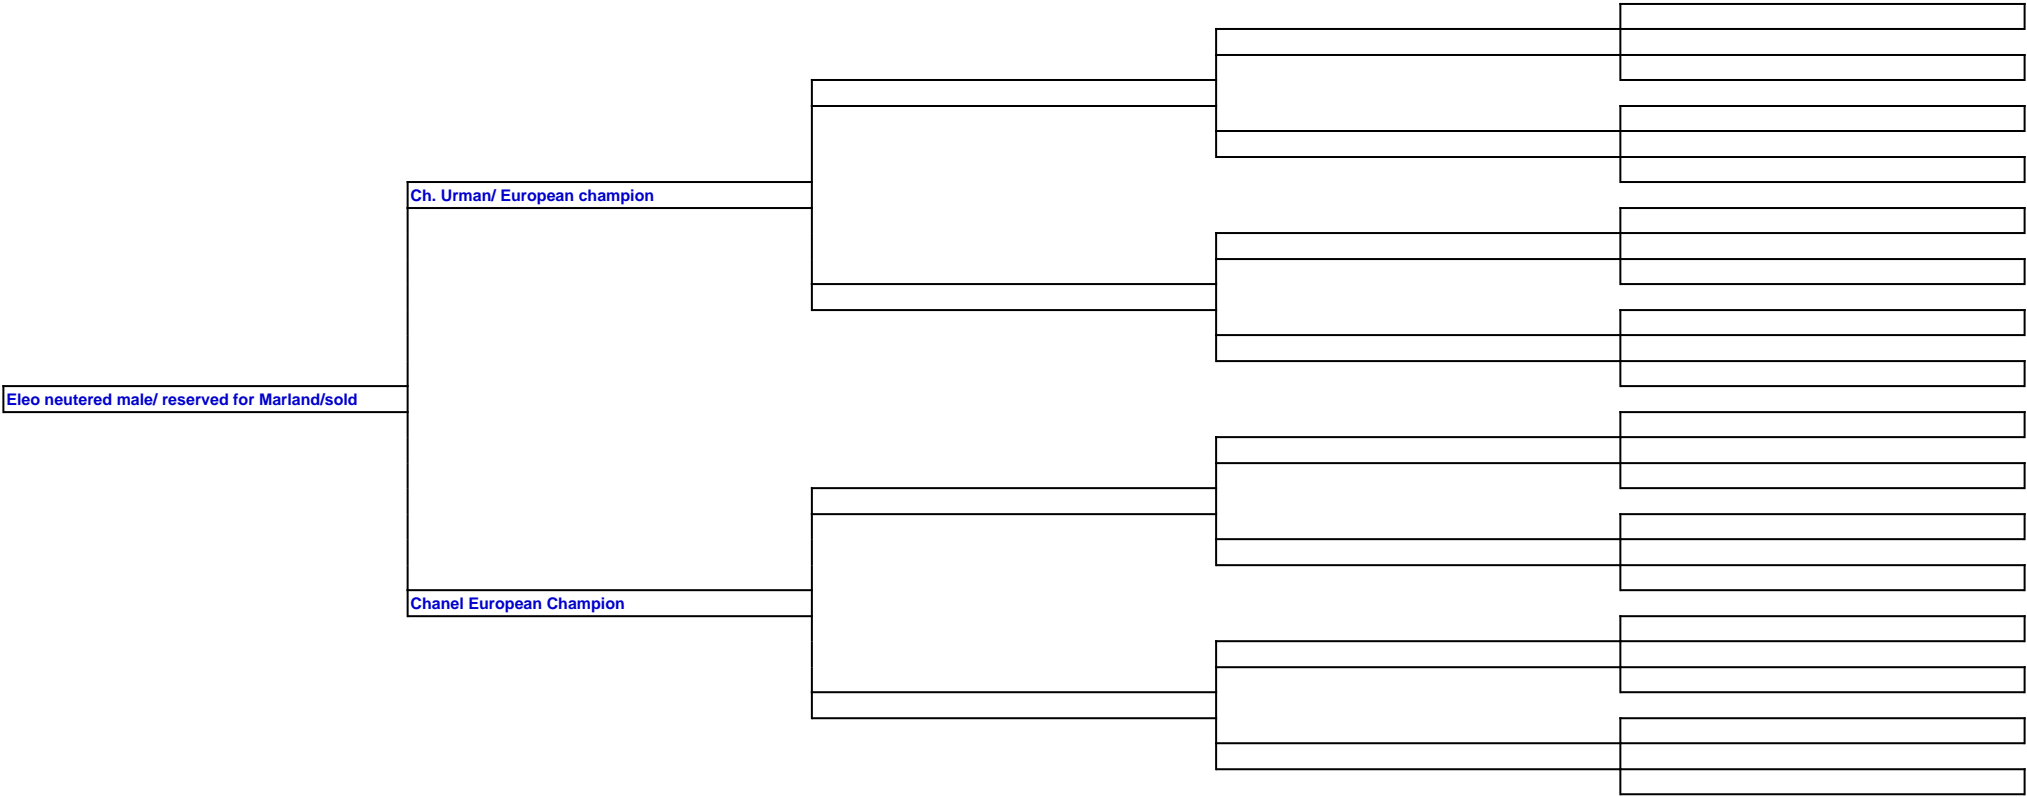 Ch. Urman/ European champion
Eleo neutered male/ reserved for Marland/sold
Chanel European Champion